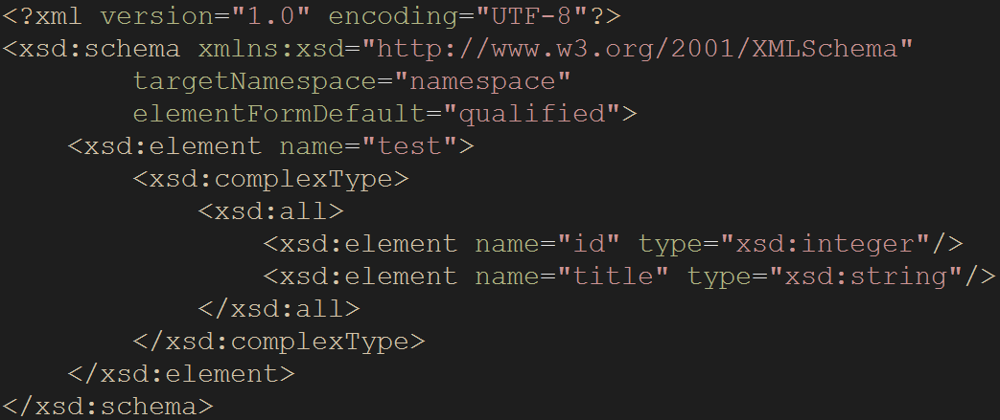 <?xml version="1.0" encoding="UTF-8"?>
<xsd:schema xmlns:xsd="http://www.w3.org/2001/XMLSchema"
        targetNamespace="namespace"
        elementFormDefault="qualified">
    <xsd:element name="test">
        <xsd:complexType>
            <xsd:all>
                <xsd:element name="id" type="xsd:integer"/>
                <xsd:element name="title" type="xsd:string"/>
            </xsd:all>
        </xsd:complexType>
    </xsd:element>
</xsd:schema>